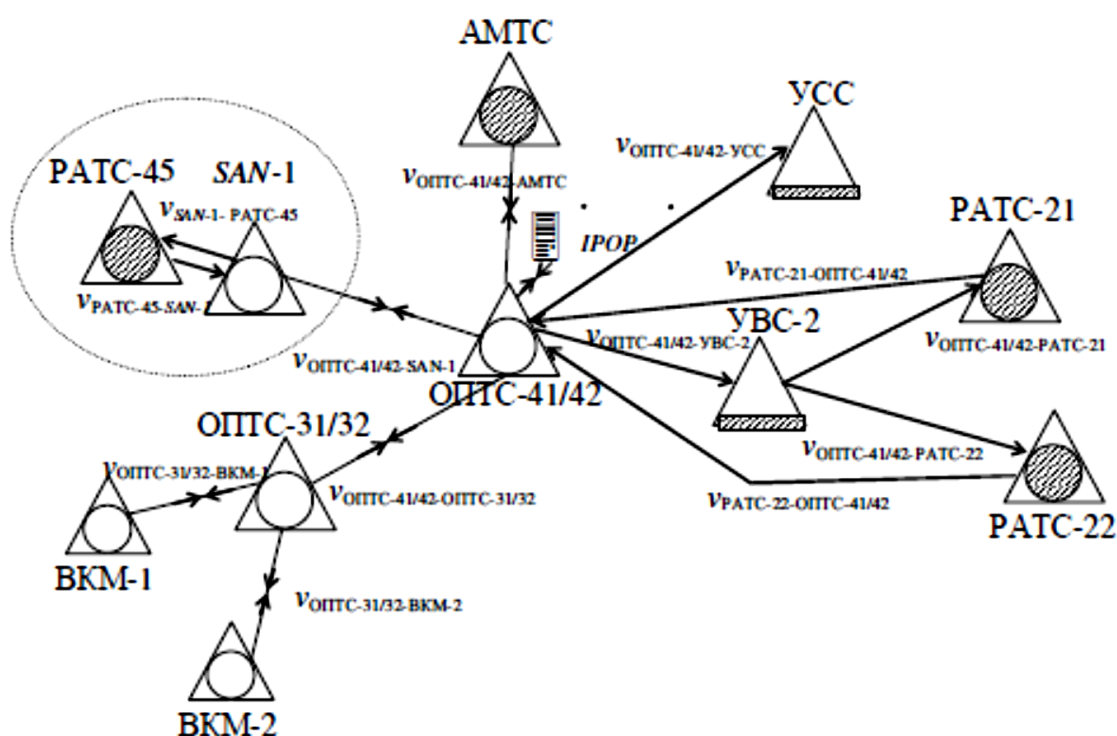 АМТС
УСС
vОПТС-41/42-УСС
vОПТС-41/42-АМТС
РАТС-45
SAN-1
vSAN-1- РАТС-45
РАТС-21
IPOP
vРАТС-21-ОПТС-41/42
vРАТС-45-SAN-1
УВС-2
vОПТС-41/42-УВС-2
vОПТС-41/42-РАТС-21
vОПТС-41/42-SAN-1
ОПТС-41/42
ОПТС-31/32
vОПТС-41/42-РАТС-22
vОПТС-31/32-ВКМ-1
vОПТС-41/42-ОПТС-31/32
vРАТС-22-ОПТС-41/42
РАТС-22
ВКМ-1
vОПТС-31/32-ВКМ-2
ВКМ-2